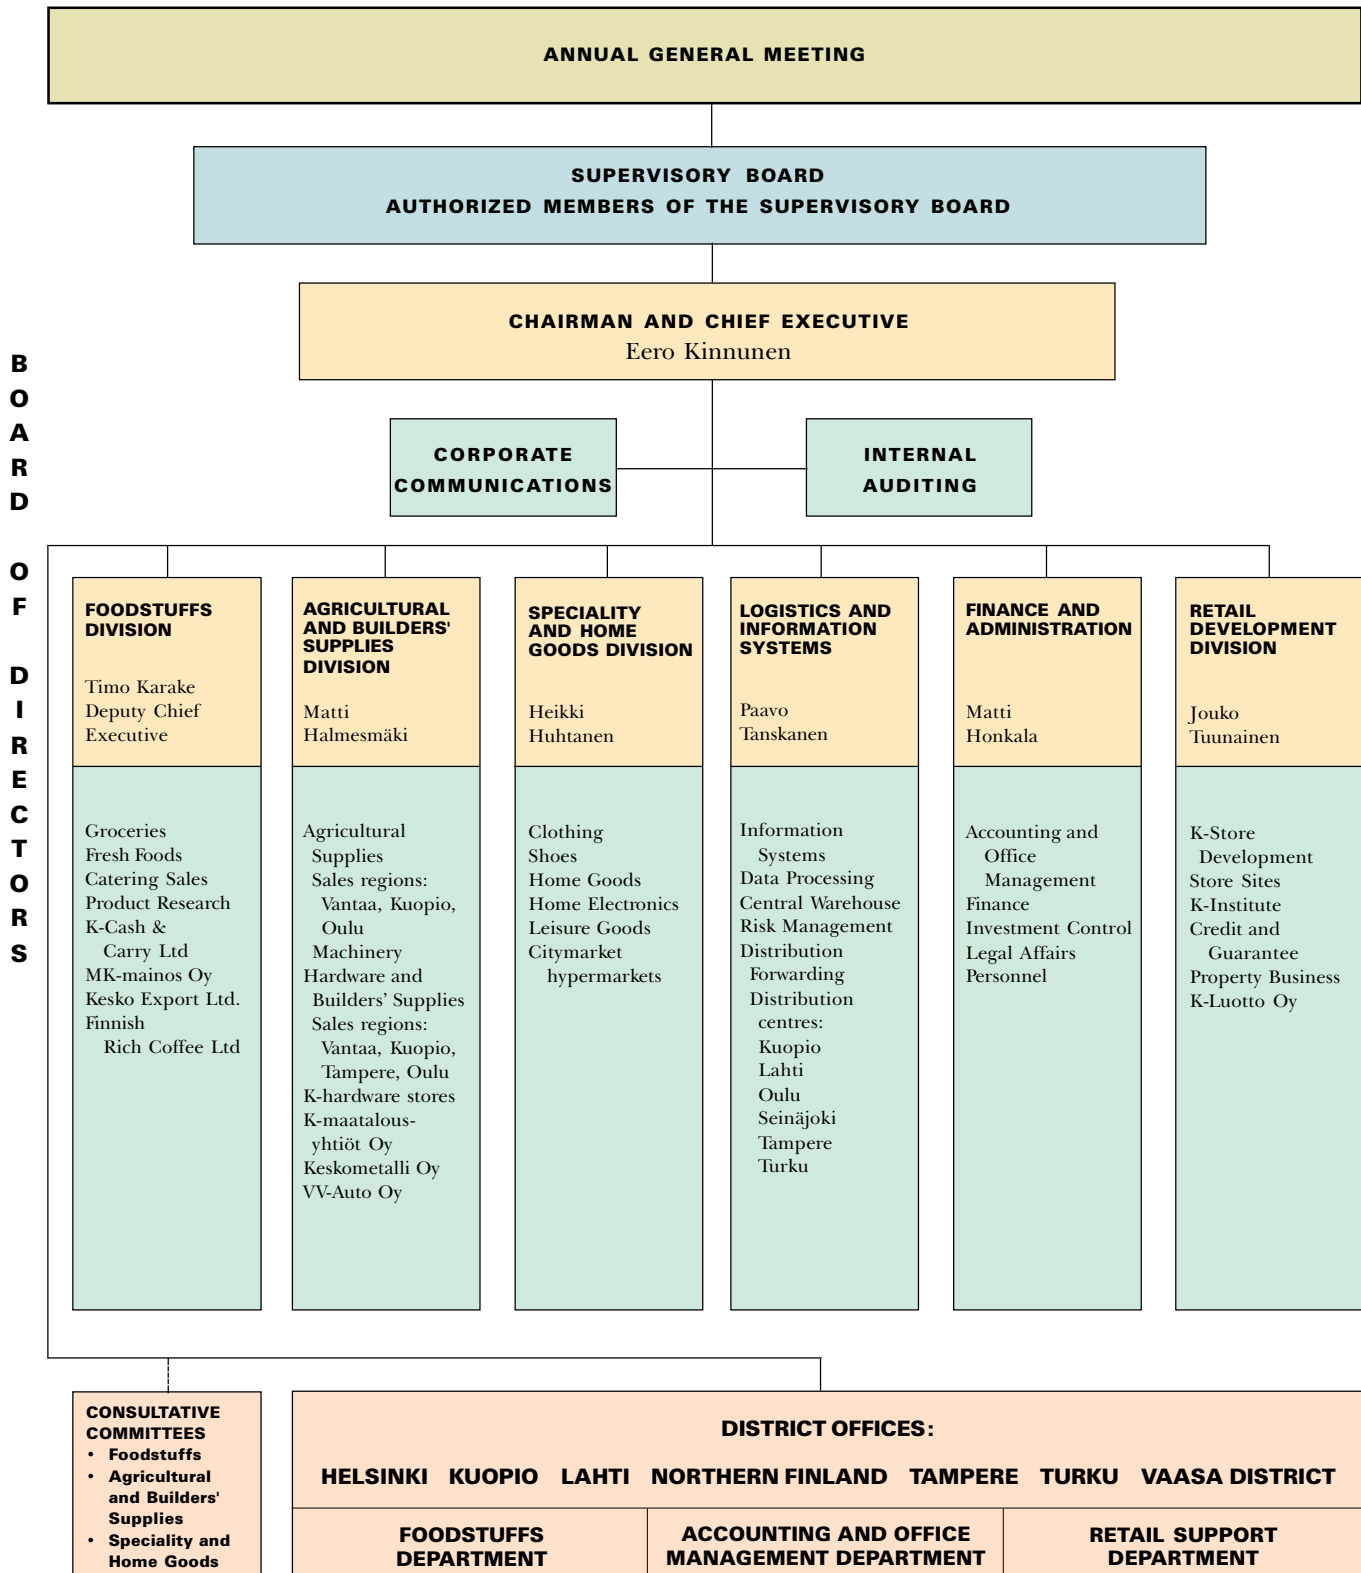 ANNUAL GENERAL MEETING
SUPERVISORY BOARD
AUTHORIZED MEMBERS OF THE SUPERVISORY BOARD
CHAIRMAN AND CHIEF EXECUTIVE
Eero Kinnunen
BOARD OF DIRECTORS
CORPORATE
COMMUNICATIONS
INTERNAL
AUDITING
FOODSTUFFS
DIVISION
Timo Karake
Deputy Chief
Executive
Groceries
Fresh Foods
Catering Sales
Product Research
K-Cash &
Carry Ltd
MK-mainos Oy
Kesko Export Ltd.
Finnish
Rich Coffee Ltd
AGRICULTURAL
AND BUILDERS'
SUPPLIES
DIVISION
Matti
Halmesmäki
Agricultural
Supplies
Sales regions:
Vantaa, Kuopio,
Oulu
Machinery
Hardware and
Builders’ Supplies
Sales regions:
Vantaa, Kuopio,
Tampere, Oulu
K-hardware stores
K-maatalous-
yhtiöt Oy
Keskometalli Oy
VV-Auto Oy
SPECIALITY
AND HOME
GOODS DIVISION
Heikki
Huhtanen
Clothing
Shoes
Home Goods
Home Electronics
Leisure Goods
Citymarket
hypermarkets
LOGISTICS AND
INFORMATION
SYSTEMS
Paavo
Tanskanen
Information
Systems
Data Processing
Central Warehouse
Risk Management
Distribution
Forwarding
Distribution
centres:
Kuopio
Lahti
Oulu
Seinäjoki
Tampere
Turku
FINANCE AND
ADMINISTRATION
Matti
Honkala
Accounting and
Office
Management
Finance
Investment Control
Legal Affairs
Personnel
RETAIL
DEVELOPMENT
DIVISION
Jouko
Tuunainen
K-Store
Development
Store Sites
K-Institute
Credit and
Guarantee
Property Business
K-Luotto Oy
CONSULTATIVE
COMMITTEES
• Foodstuffs
• Agricultural
and Builders'
Supplies
• Speciality and
Home Goods
DISTRICT OFFICES:
HELSINKI KUOPIO LAHTI NORTHERN FINLAND TAMPERE TURKU VAASA DISTRICT
FOODSTUFFS
DEPARTMENT
ACCOUNTING AND OFFICE
MANAGEMENT DEPARTMENT
RETAIL SUPPORT
DEPARTMENT